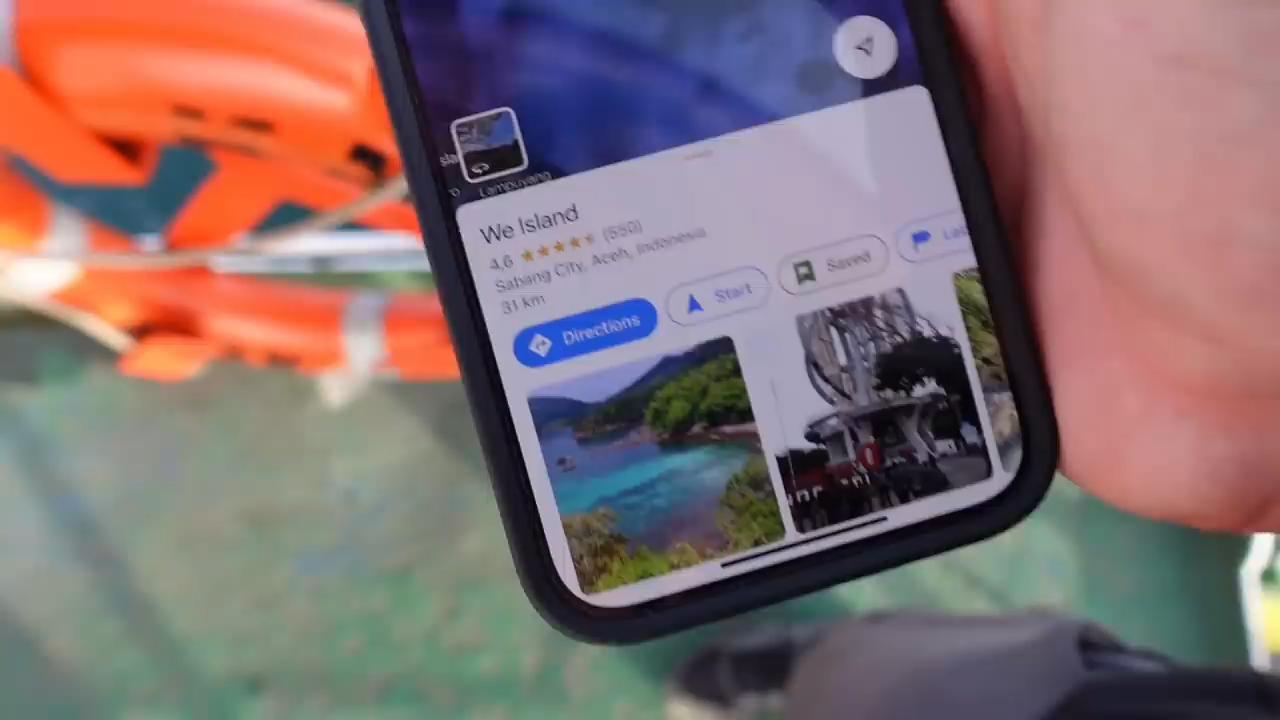 Lampuyang
We Island
4,6 (550)
Sabang City, Aceh, Indonesia
31 km
Directions
Start
Saved